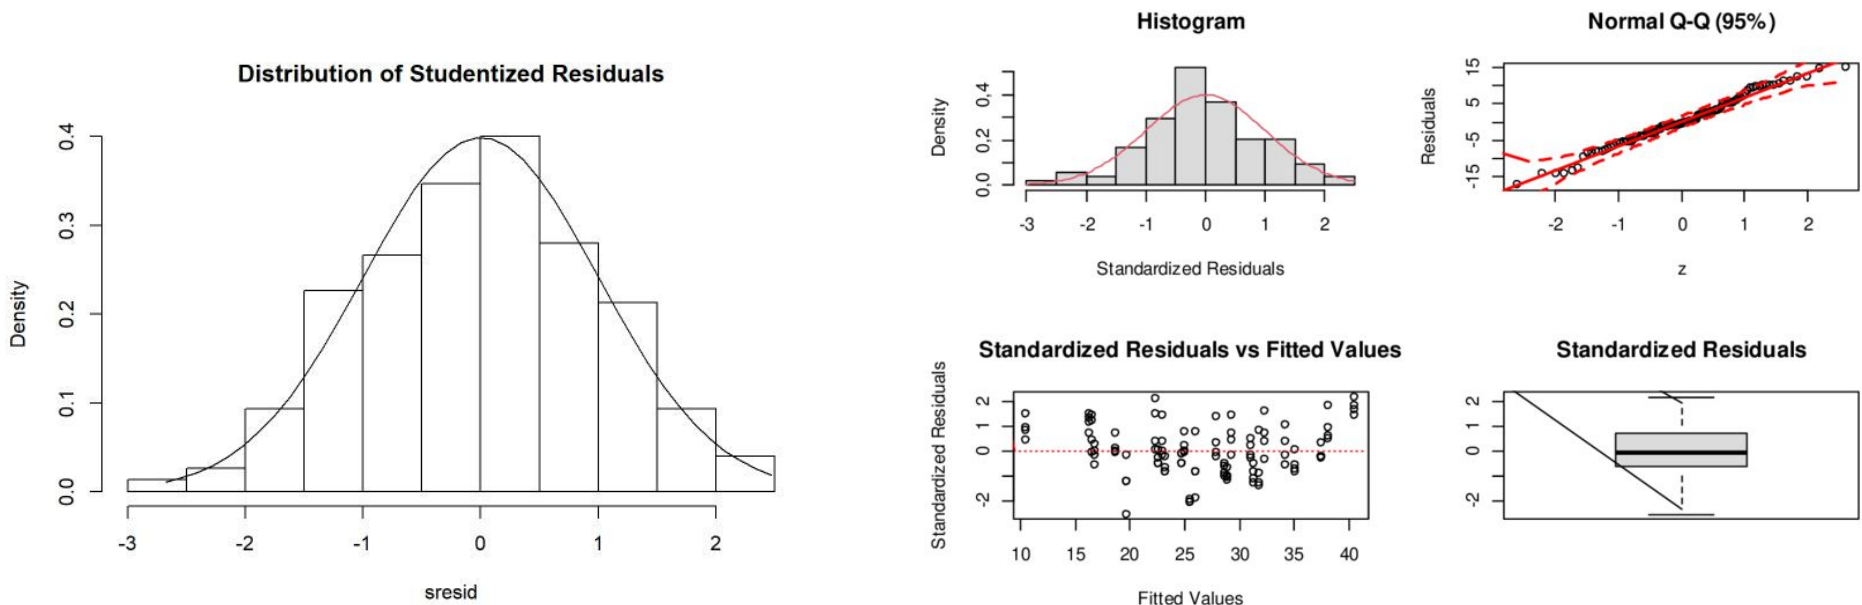 Distribution of Studentized Residuals
Density
0.0 0.1 0.2 0.3 0.4
-3 -2 -1 0 1 2
sresid
Histogram
Density
0,0 0,2 0,4
-3 -2 -1 0 1 2
Standardized Residuals
Normal Q-Q (95%)
Residuals
-15 -5 5 15
-2 -1 0 1 2
z
Standardized Residuals vs Fitted Values
Standardized Residuals
-2 0 1 2
10 15 20 25 30 35 40
Fitted Values
Standardized Residuals
-2 0 1 2